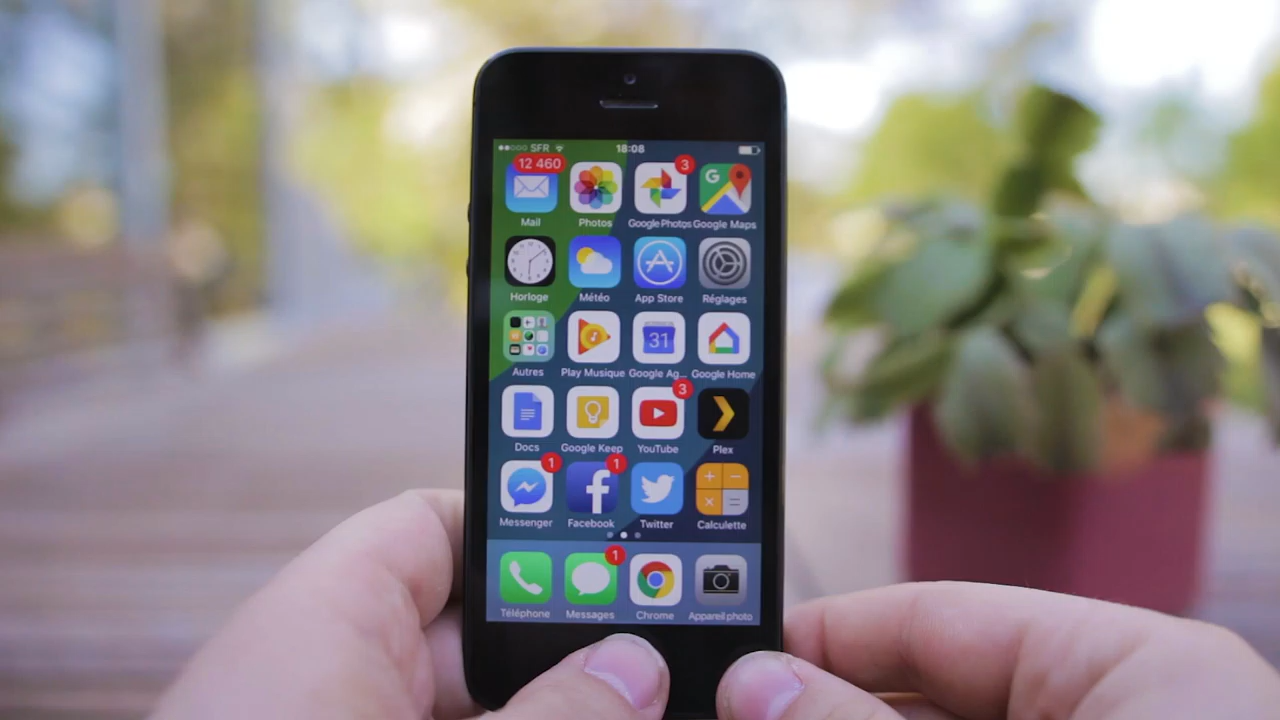 SFR 18:08
12 460 3
Mail Photos Google Photos Google Maps
Horloge Météo App Store Réglages
31
Autres Play Musique Google Ag... Google Home
3
Docs Google Keep YouTube Plex
1 1
Messenger Facebook Twitter Calculette
1
Téléphone Messages Chrome Appareil photo